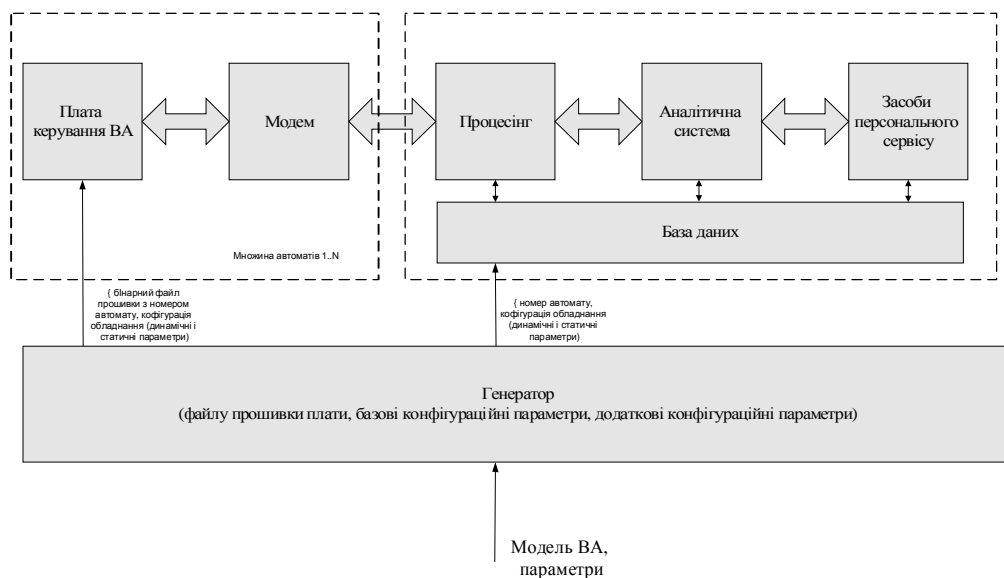 Плата
керування ВА
Модем
Процесінг
Аналітична
система
Засоби
персонального
сервісу
База даних
Множина автоматів 1..N
{ бінарний файл
прошивки з номером
автомату, кофігурація
обладнання (динамічні і
статичні параметри)
{ номер автомату,
кофігурація обладнання
(динамічні і статичні
параметри)
Генератор
(файлу прошивки плати, базові конфігураційні параметри, додаткові конфігураційні параметри)
Модель ВА,
параметри